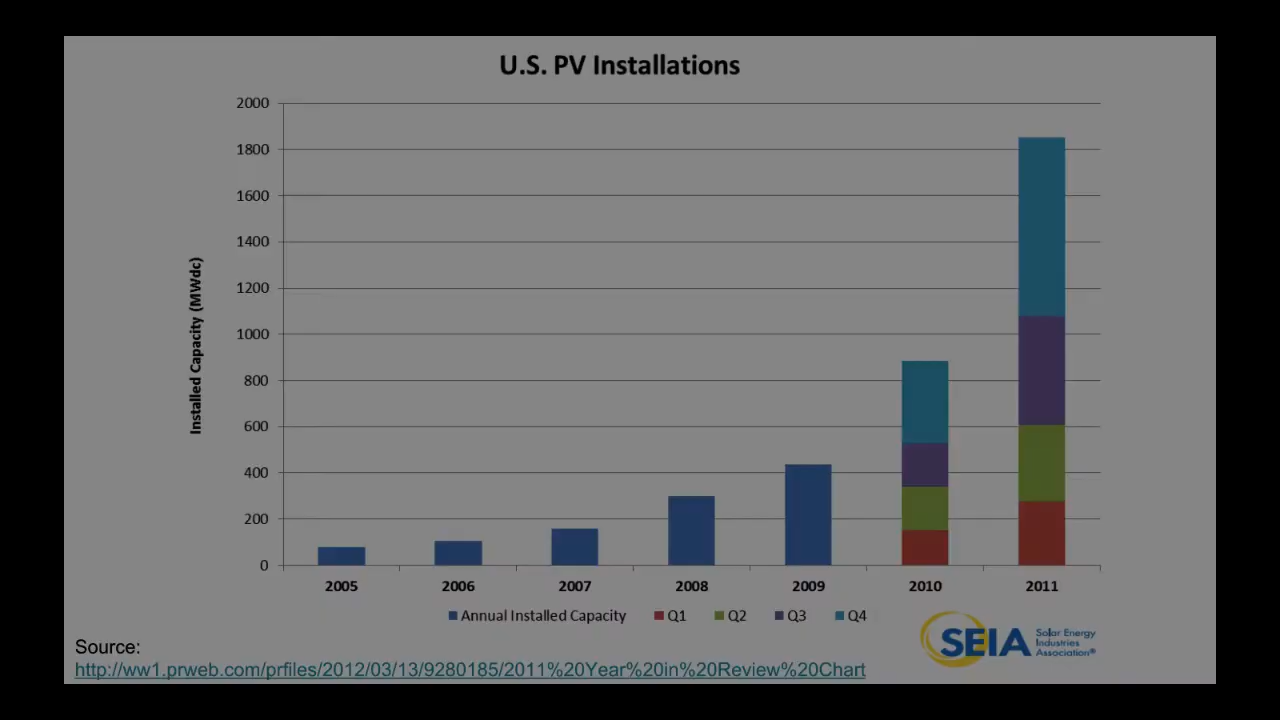 U.S. PV Installations
2000
1800
1600
1400
1200
1000
800
600
400
200
0
Installed Capacity (MWdc)
2005 2006 2007 2008 2009 2010 2011
Annual Installed Capacity Q1 Q2 Q3 Q4
SEIA Solar Energy
Industries
Association®
Source:
http://ww1.prweb.com/prfiles/2012/03/13/9280185/2011%20Year%20in%20Review%20Chart